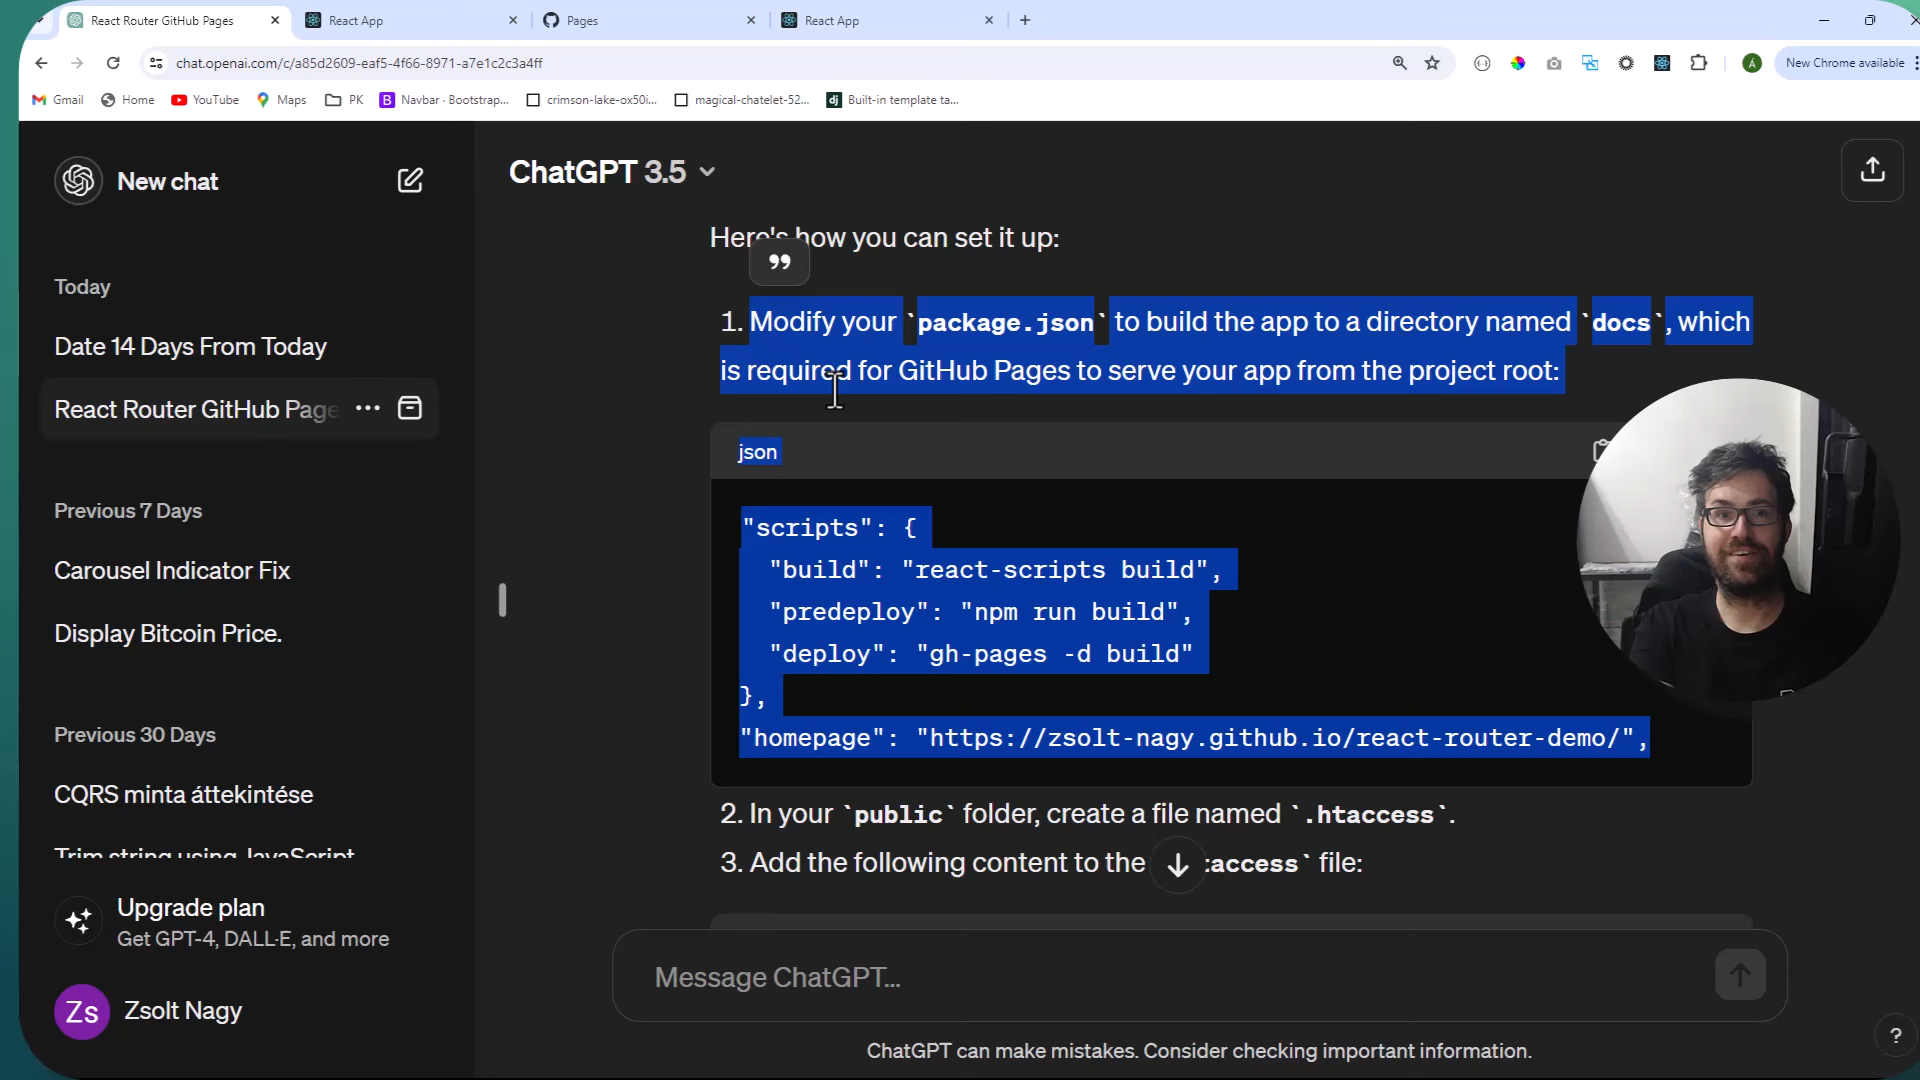 React Router GitHub Pages
React App
Pages
React App
chat.openai.com/c/a85d2609-eaf5-4f66-8971-a7e1c2c3a4ff
New Chrome available
Gmail
Home
YouTube
Maps
PK
B
Navbar · Bootstrap...
crimson-lake-ox50i...
magical-chatelet-52...
dj
Built-in template ta...
New chat
Today
Date 14 Days From Today
React Router GitHub Page
Previous 7 Days
Carousel Indicator Fix
Display Bitcoin Price.
Previous 30 Days
CQRS minta áttekintése
Trim string using JavaScript
Upgrade plan
Get GPT-4, DALL·E, and more
Zs
Zsolt Nagy
ChatGPT 3.5
Here's how you can set it up:
1. Modify your `package.json` to build the app to a directory named `docs`, which
is required for GitHub Pages to serve your app from the project root:
json
"scripts": {
"build": "react-scripts build",
"predeploy": "npm run build",
"deploy": "gh-pages -d build"
},
"homepage": "https://zsolt-nagy.github.io/react-router-demo/",
2. In your `public` folder, create a file named `.htaccess`.
3. Add the following content to the taccess` file:
Message ChatGPT...
ChatGPT can make mistakes. Consider checking important information.
?